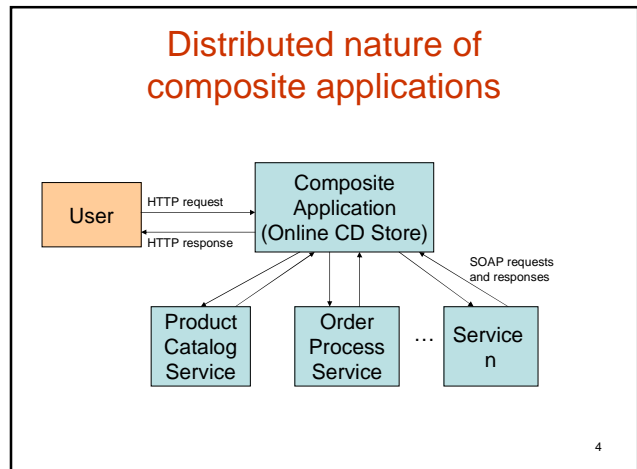 Distributed nature of
composite applications
User
HTTP request
HTTP response
Composite
Application
(Online CD Store)
SOAP requests
and responses
Product
Catalog
Service
Order
Process
Service
…
Service
n
4